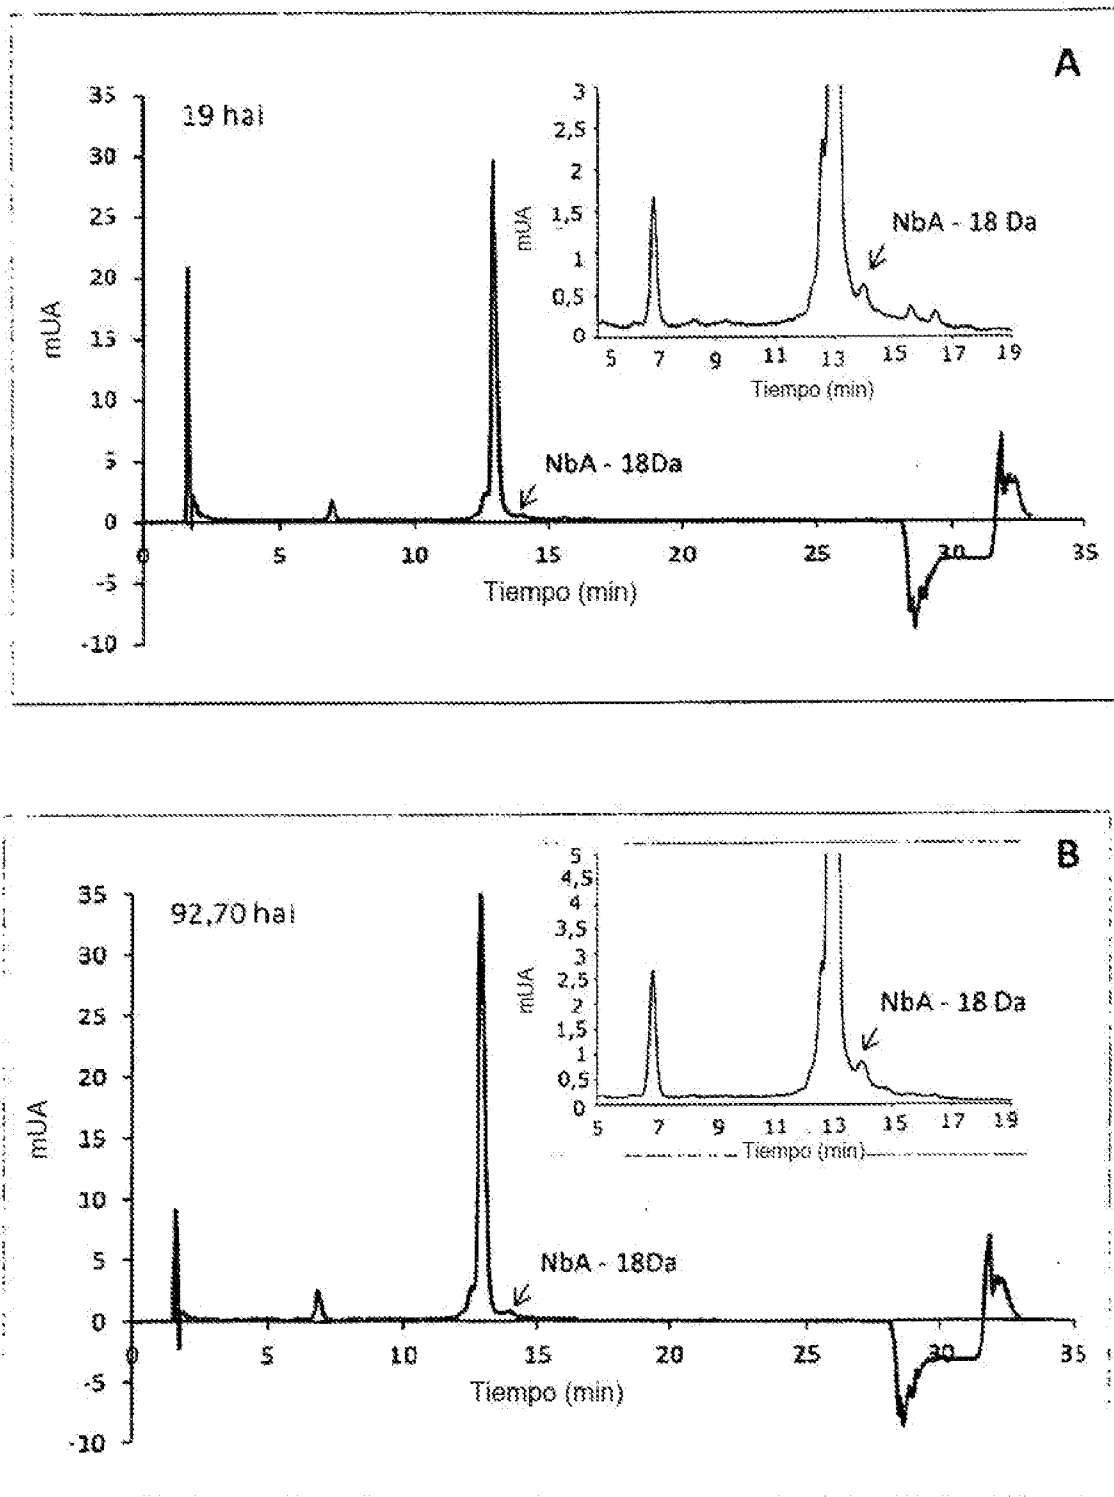 A
19 hai
35
30
25
20
15
10
5
0
-5
-10
mUA
0 5 10 15 20 25 30 35
Tiempo (min)
NbA - 18Da
3
2,5
2
1,5
1
0,5
0
mUA
NbA - 18 Da
5 7 9 11 13 15 17 19
Tiempo (min)
B
92,70 hai
35
30
25
20
15
10
5
0
-5
-10
mUA
0 5 10 15 20 25 30 35
Tiempo (min)
NbA - 18Da
5
4,5
4
3,5
3
2,5
2
1,5
1
0,5
0
mUA
NbA - 18 Da
5 7 9 11 13 15 17 19
Tiempo (min)